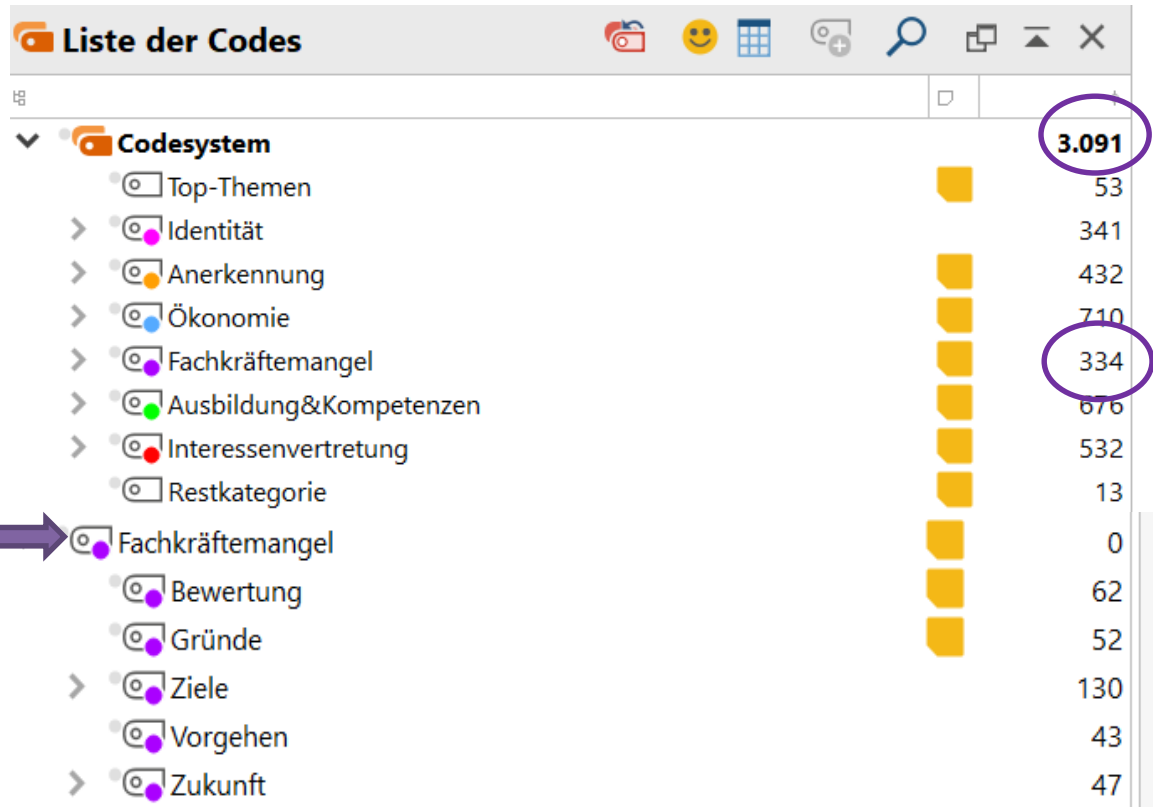 Liste der Codes
Codesystem 3.091
Top-Themen 53
Identität 341
Anerkennung 432
Ökonomie 710
Fachkräftemangel 334
Ausbildung&Kompetenzen 676
Interessenvertretung 532
Restkategorie 13
Fachkräftemangel 0
Bewertung 62
Gründe 52
Ziele 130
Vorgehen 43
Zukunft 47